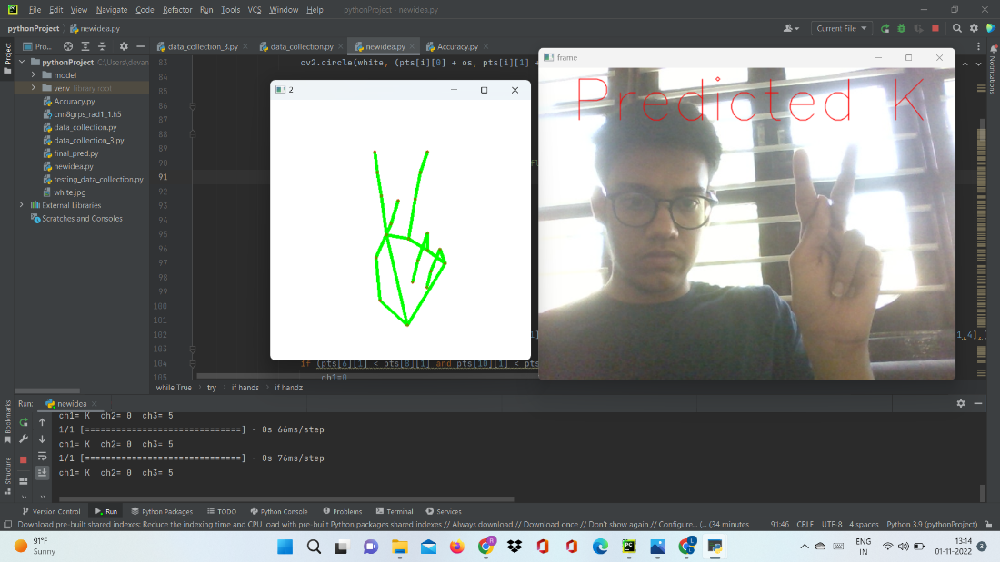 File Edit View Navigate Code Refactor Run Tools VCS Window Help pythonProject - newidea.py
pythonProject newidea.py Current File
Project Pro... data_collection_3.py data_collection.py newidea.py Accuracy.py
pythonProject C:\Users\devan
model
venv library root
Accuracy.py
cnn8grps_rad1_1.h5
data_collection.py
data_collection_3.py
final_pred.py
newidea.py
testing_data_collection.py
white.jpg
External Libraries
Scratches and Consoles
83 cv2.circle(white, (pts[i][0] + os, pts[i][1] +
84
85
86
87
88
89
90
91
92
93
94
95
96
97
98
99
100
101
102
103
104 if (pts[6][1] < pts[8][1] and pts[10][1] < pts
105 ch1=0
2
frame
Predicted K
Notifications
while True try if hands if handz
Run: newidea
ch1= K ch2= 0 ch3= 5
1/1 [==============================] - 0s 66ms/step
ch1= K ch2= 0 ch3= 5
1/1 [==============================] - 0s 76ms/step
ch1= K ch2= 0 ch3= 5
Bookmarks
Structure
Version Control Run Python Packages TODO Python Console Problems Terminal Services
Download pre-built shared indexes: Reduce the indexing time and CPU load with pre-built Python packages shared indexes // Always download // Download once // Don't show again // Configure... (34 minutes 91:46 CRLF UTF-8 4 spaces Python 3.9 (pythonProject)
91°F
Sunny
ENG
IN
13:14
01-11-2022
3